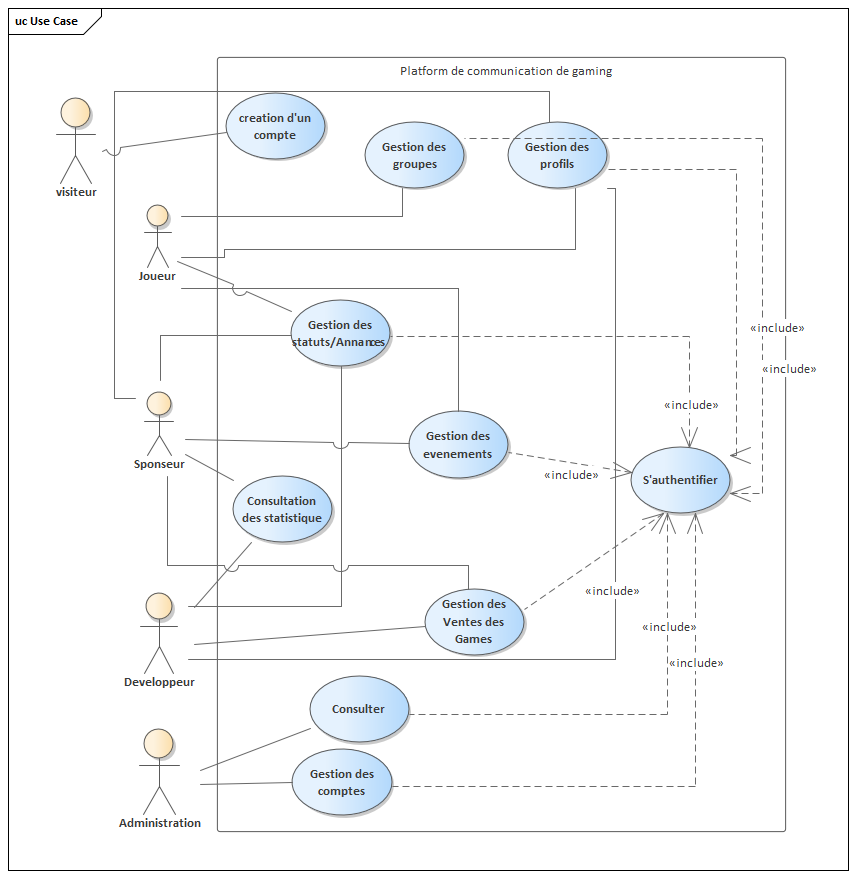 uc Use Case
Platform de communication de gaming
creation d'un
compte
Gestion des
groupes
Gestion des
profils
visiteur
Joueur
Gestion des
statuts/Annances
«include»
«include»
«include»
Sponseur
Gestion des
evenements
«include»
S'authentifier
Consultation
des statistique
«include»
Gestion des
Ventes des
Games
«include»
«include»
Developpeur
Consulter
Gestion des
comptes
Administration